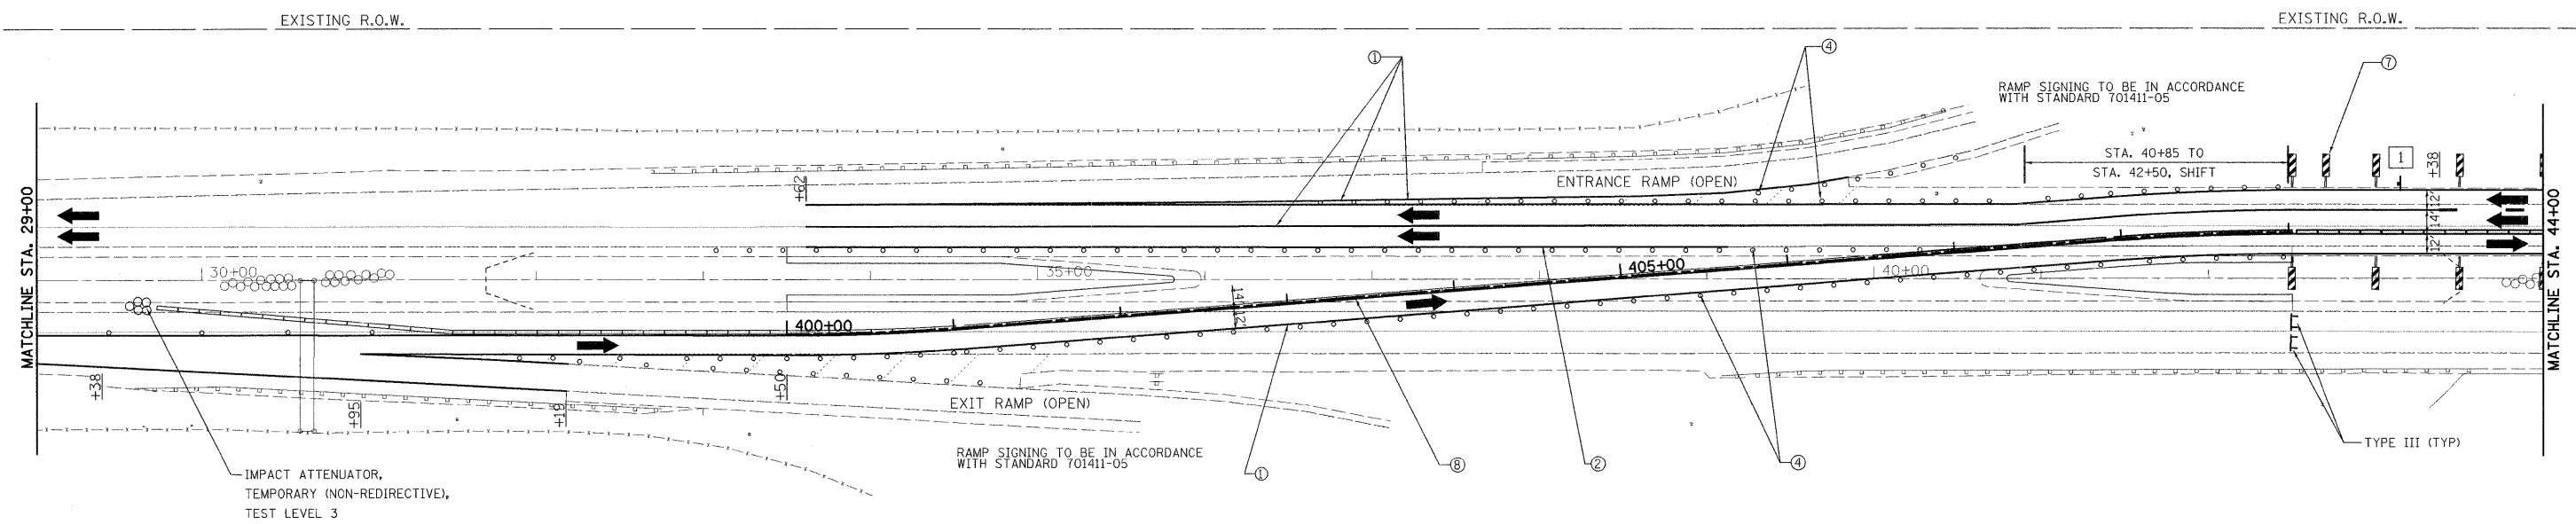 EXISTING R.O.W.
EXISTING R.O.W.
1
4
7
RAMP SIGNING TO BE IN ACCORDANCE
WITH STANDARD 701411-05
STA. 40+85 TO
STA. 42+50, SHIFT
1
+38
ENTRANCE RAMP (OPEN)
+62
MATCHLINE STA. 29+00
MATCHLINE STA. 44+00
12'
14'
12'
30+00
35+00
405+00
40+00
14'
12'
400+00
+38
+95
+19
+50
EXIT RAMP (OPEN)
RAMP SIGNING TO BE IN ACCORDANCE
WITH STANDARD 701411-05
1
8
2
4
TYPE III (TYP)
IMPACT ATTENUATOR,
TEMPORARY (NON-REDIRECTIVE),
TEST LEVEL 3